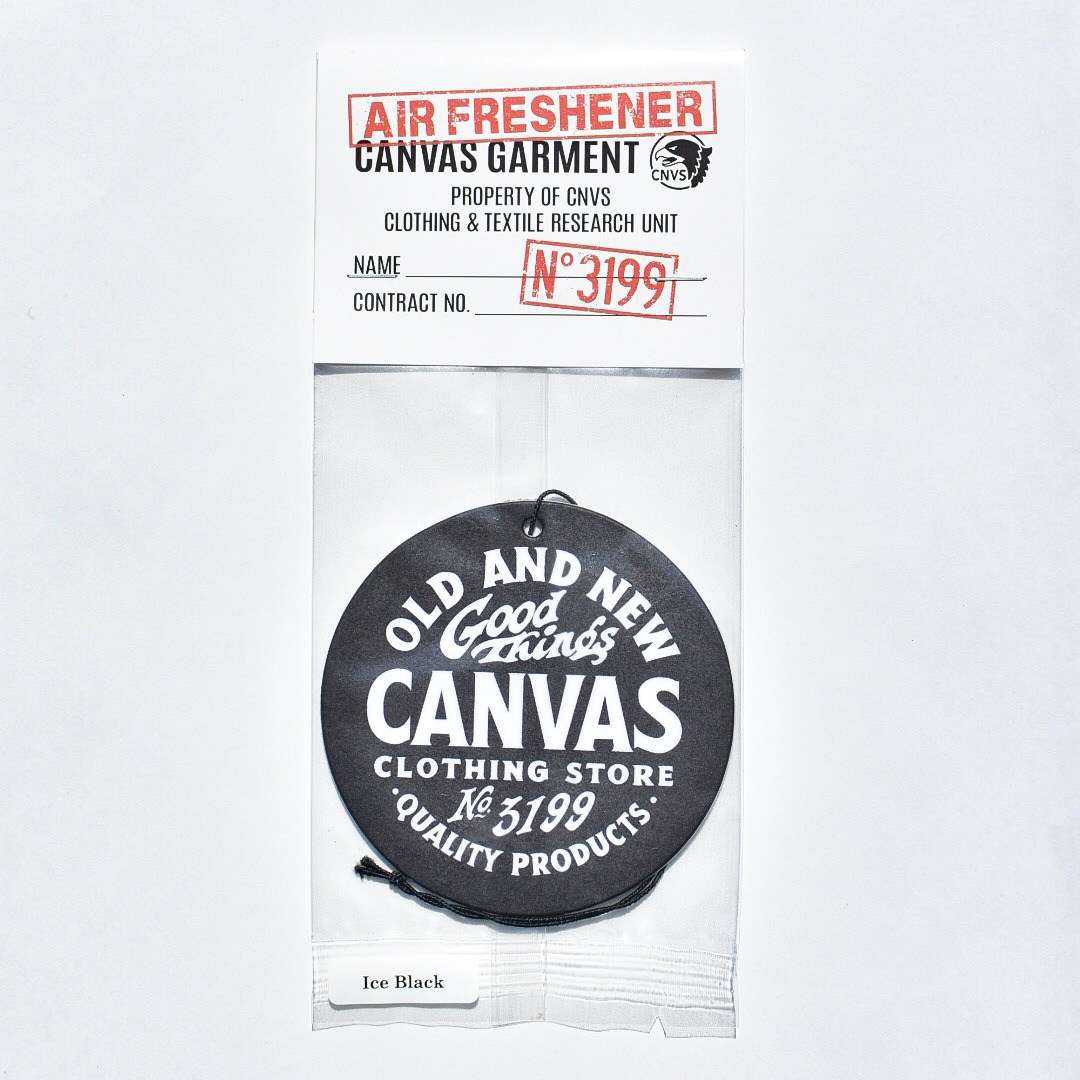 AIR FRESHENER
CANVAS GARMENT
CNVS
PROPERTY OF CNVS
CLOTHING & TEXTILE RESEARCH UNIT
NAME
Nº 3199
CONTRACT NO.
OLD AND NEW
Good
Things
CANVAS
CLOTHING STORE
No. 3199
·QUALITY PRODUCTS·
Ice Black